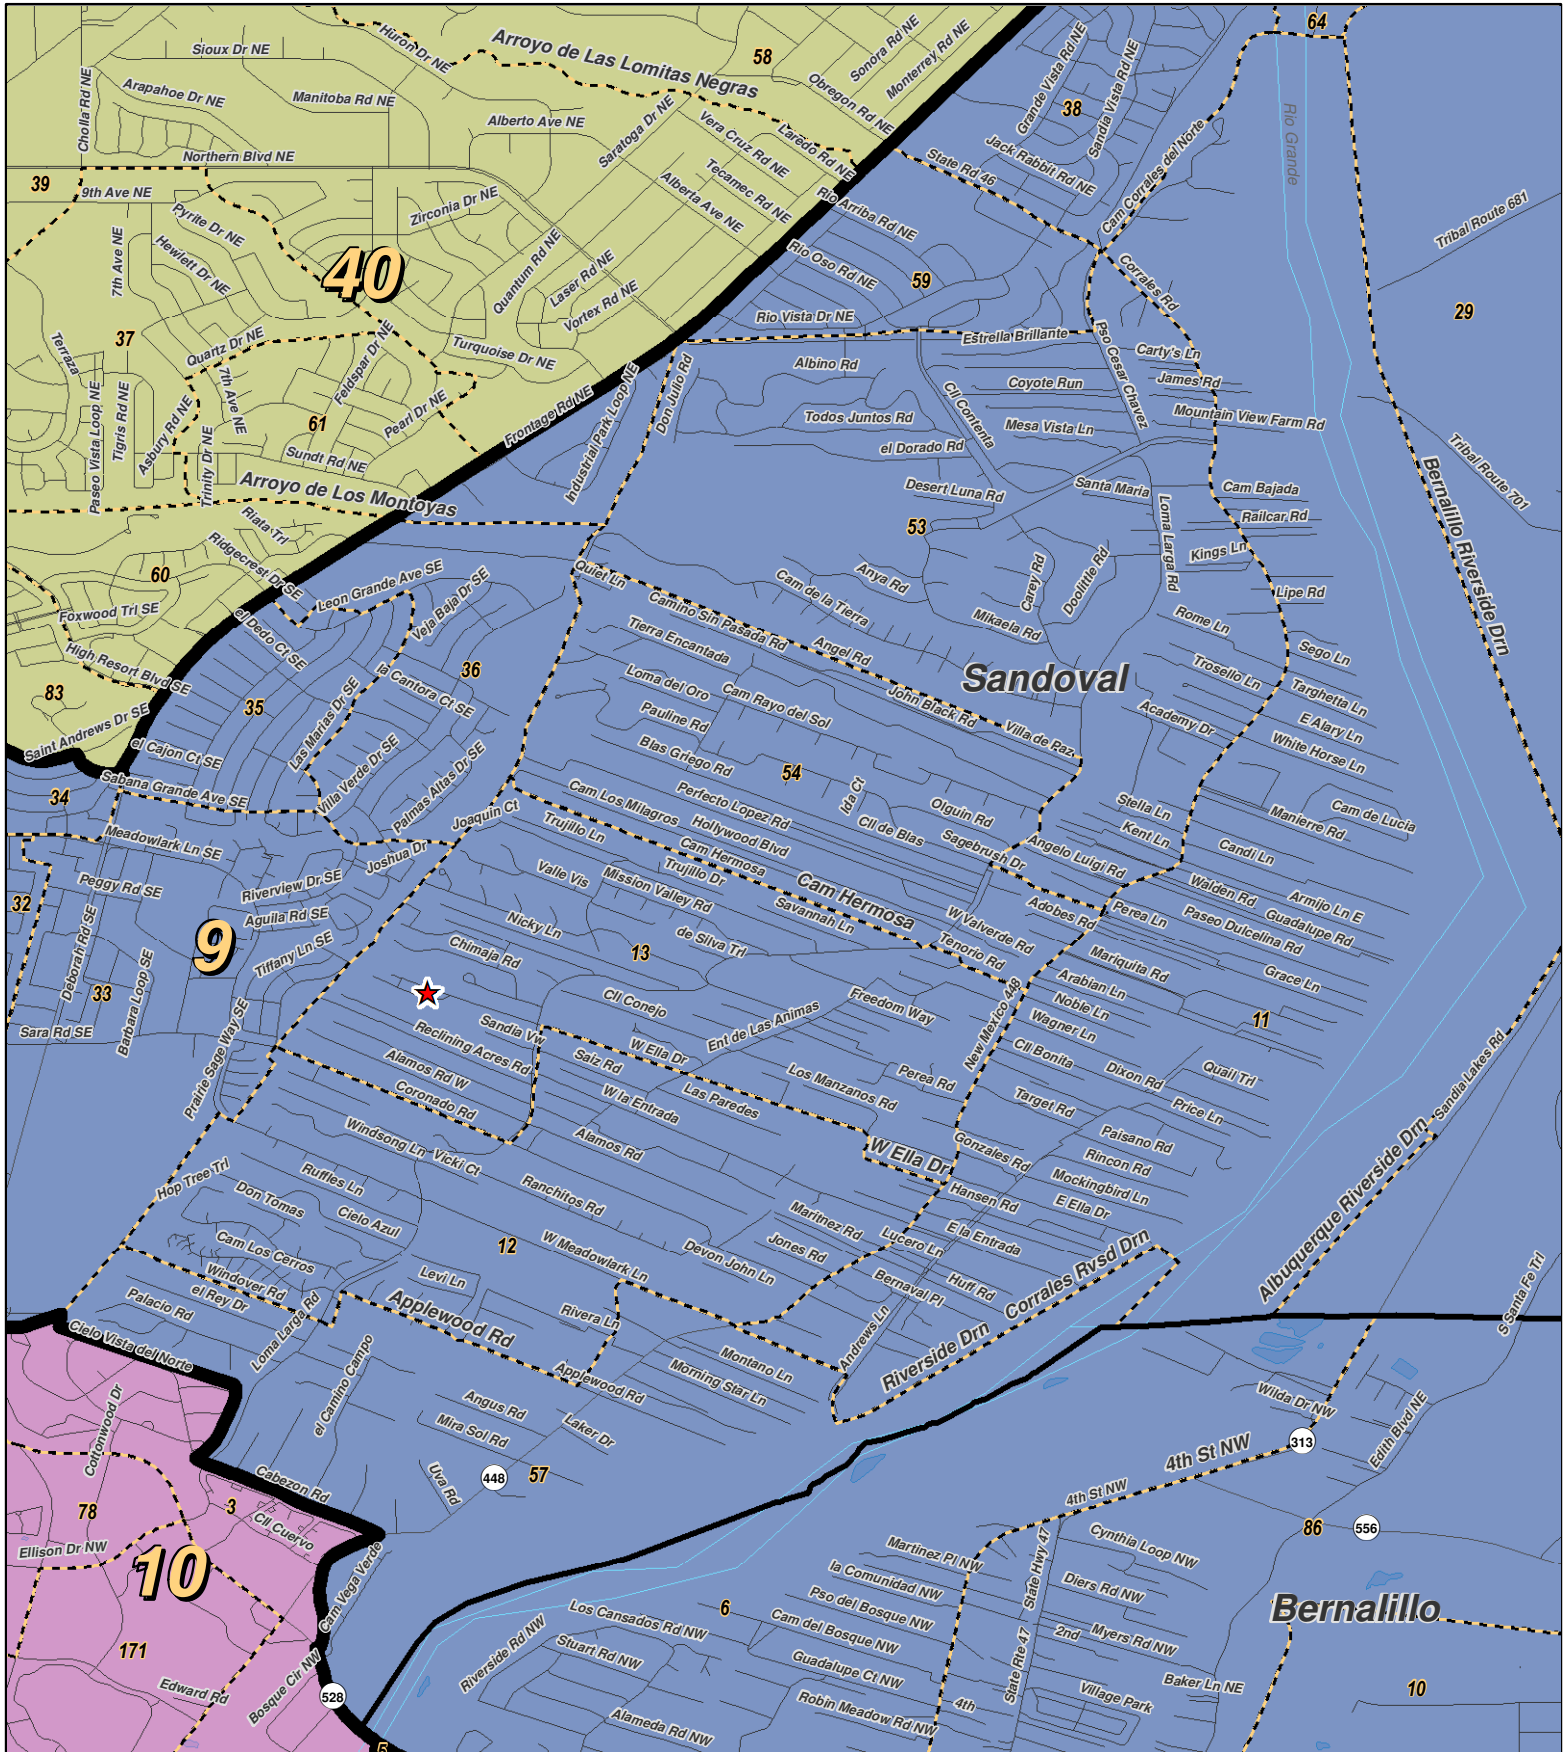 64
Sioux Dr NE
Huron Dr NE
Arroyo de Las Lomitas Negras
58
Sonora Rd NE
Monterrey Rd NE
Obregon Rd NE
Grande Vista Rd NE
Sandia Vista Rd NE
38
Cholla Rd NE
Arapahoe Dr NE
Manitoba Rd NE
Alberto Ave NE
Saratoga Dr NE
Vera Cruz Rd NE
Laredo Rd NE
Jack Rabbit Rd NE
State Rd 46
Cam Corrales del Norte
Rio Grande
Northern Blvd NE
39
9th Ave NE
Zirconia Dr NE
Tecamec Rd NE
Alberta Ave NE
Rio Arriba Rd NE
Tribal Route 681
Pyrite Dr NE
7th Ave NE
Hewlett Dr NE
40
Quantum Rd NE
Laser Rd NE
Vortex Rd NE
Rio Oso Rd NE
59
Corrales Rd
29
Rio Vista Dr NE
Estrella Brillante
Pso Cesar Chavez
37
Terraza
Quartz Dr NE
Feldspar Dr NE
Turquoise Dr NE
Albino Rd
Carty's Ln
Coyote Run
James Rd
Paseo Vista Loop NE
Tigris Rd NE
Asbury Rd NE
7th Ave NE
Trinity Dr NE
61
Pearl Dr NE
Sundt Rd NE
Frontage Rd NE
Industrial Park Loop NE
Don Julio Rd
Todos Juntos Rd
Cll Contenta
Mesa Vista Ln
Mountain View Farm Rd
el Dorado Rd
Tribal Route 701
Arroyo de Los Montoyas
Desert Luna Rd
Santa Maria
Cam Bajada
Bernalillo Riverside Drn
Riata Trl
53
Loma Larga Rd
Railcar Rd
Kings Ln
Ridgecrest Dr SE
60
Leon Grande Ave SE
Quiet Ln
Anya Rd
Carey Rd
Doolittle Rd
Lipe Rd
Foxwood Trl SE
el Dedo Ct SE
Veja Baja Dr SE
Camino Sin Pasada Rd
Cam de la Tierra
Mikaela Rd
Rome Ln
High Resort Blvd SE
Tierra Encantada
Angel Rd
Sego Ln
83
36
la Cantora Ct SE
Loma del Oro
Cam Rayo del Sol
John Black Rd
Sandoval
Trosello Ln
Targhetta Ln
35
Las Marias Dr SE
Pauline Rd
Villa de Paz
Academy Dr
E Alary Ln
White Horse Ln
Saint Andrews Dr SE
el Cajon Ct SE
Villa Verde Dr SE
Palmas Altas Dr SE
Blas Griego Rd
54
Ida Ct
34
Sabana Grande Ave SE
Joaquin Ct
Cam Los Milagros
Perfecto Lopez Rd
Olguin Rd
Stella Ln
Manierre Rd
Cam de Lucia
Trujillo Ln
Hollywood Blvd
Cll de Blas
Sagebrush Dr
Kent Ln
Candi Ln
Meadowlark Ln SE
Joshua Dr
Cam Hermosa
Angelo Luigi Rd
Peggy Rd SE
Riverview Dr SE
Valle Vis
Trujillo Dr
Mission Valley Rd
Cam Hermosa
Walden Rd
Armijo Ln E
32
Deborah Rd SE
Aguila Rd SE
Nicky Ln
Savannah Ln
W Valverde Rd
Adobes Rd
Perea Ln
Paseo Dulcelina Rd
Guadalupe Rd
9
Tiffany Ln SE
Chimaja Rd
13
de Silva Trl
Tenorio Rd
Mariquita Rd
Grace Ln
33
Barbara Loop SE
Cll Conejo
Freedom Way
New Mexico 448
Arabian Ln
Noble Ln
11
Sara Rd SE
Prairie Sage Way SE
Reclining Acres Rd
Sandia Vw
W Ella Dr
Ent de Las Animas
Wagner Ln
Sandia Lakes Rd
Alamos Rd W
Saiz Rd
Los Manzanos Rd
Perea Rd
Cll Bonita
Dixon Rd
Quail Trl
Coronado Rd
W la Entrada
Las Paredes
Target Rd
Price Ln
Windsong Ln
Vicki Ct
Alamos Rd
W Ella Dr
Gonzales Rd
Paisano Rd
Rincon Rd
Albuquerque Riverside Drn
Hop Tree Trl
Ruffles Ln
Ranchitos Rd
Mockingbird Ln
Don Tomas
Hansen Rd
E Ella Dr
Cielo Azul
Maritnez Rd
Lucero Ln
E la Entrada
Cam Los Cerros
12
W Meadowlark Ln
Devon John Ln
Jones Rd
Corrales Rvsd Drn
S Santa Fe Trl
Windover Rd
Levi Ln
Bernaval Pl
Huff Rd
Palacio Rd
el Rey Dr
Applewood Rd
Rivera Ln
Loma Larga Rd
Andrews Ln
Cielo Vista del Norte
Riverside Drn
el Camino Campo
Montano Ln
Morning Star Ln
Applewood Rd
Cottonwood Dr
Angus Rd
Wilda Dr NW
Mira Sol Rd
Laker Dr
Edith Blvd NE
313
4th St NW
Cabezon Rd
Uva Rd
448
57
4th St NW
78
3
Cll Cuervo
86
556
Ellison Dr NW
10
Cam Vega Verde
Martinez Pl NW
State Hwy 47
Cynthia Loop NW
la Comunidad NW
Diers Rd NW
Pso del Bosque NW
Bernalillo
6
Los Cansados Rd NW
Cam del Bosque NW
2nd
Myers Rd NW
171
Riverside Rd NW
Stuart Rd NW
Guadalupe Ct NW
State Rte 47
Baker Ln NE
Edward Rd
Bosque Cir NW
528
Robin Meadow Rd NW
4th
Village Park
10
Alameda Rd NW
5